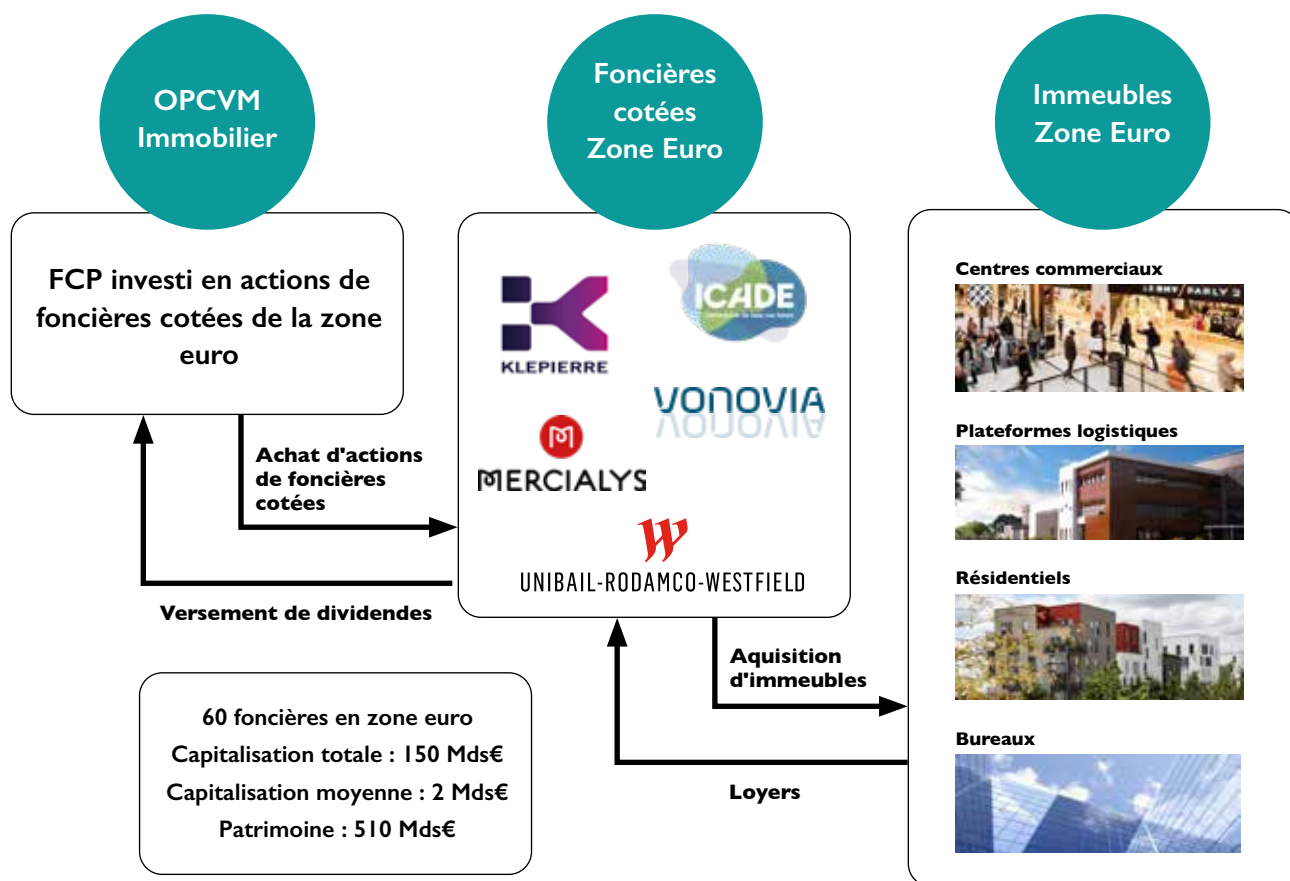 OPCVM
Immobilier
Foncières
cotées
Zone Euro
Immeubles
Zone Euro
FCP investi en actions de
foncières cotées de la zone
euro
KLEPIERRE
ICADE
VONOVIA
MERCIALYS
UNIBAIL-RODAMCO-WESTFIELD
Centres commerciaux
PARLY 2
Plateformes logistiques
Résidentiels
Bureaux
Achat d'actions
de foncières
cotées
Versement de dividendes
Aquisition
d'immeubles
Loyers
60 foncières en zone euro
Capitalisation totale : 150 Mds€
Capitalisation moyenne : 2 Mds€
Patrimoine : 510 Mds€